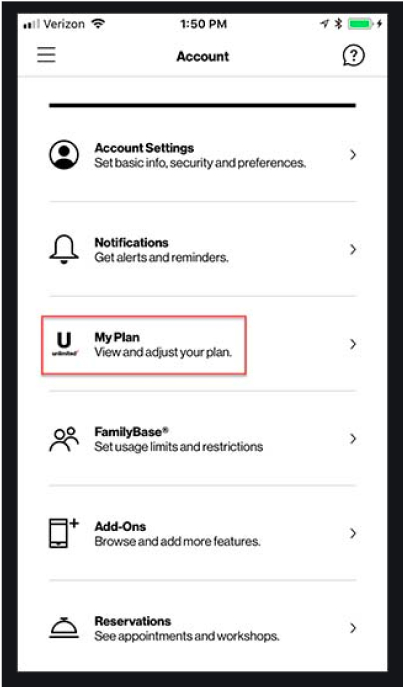 Verizon 1:50 PM
Account
Account Settings
Set basic info, security and preferences.
Notifications
Get alerts and reminders.
U
unlimited
My Plan
View and adjust your plan.
FamilyBase®
Set usage limits and restrictions
Add-Ons
Browse and add more features.
Reservations
See appointments and workshops.